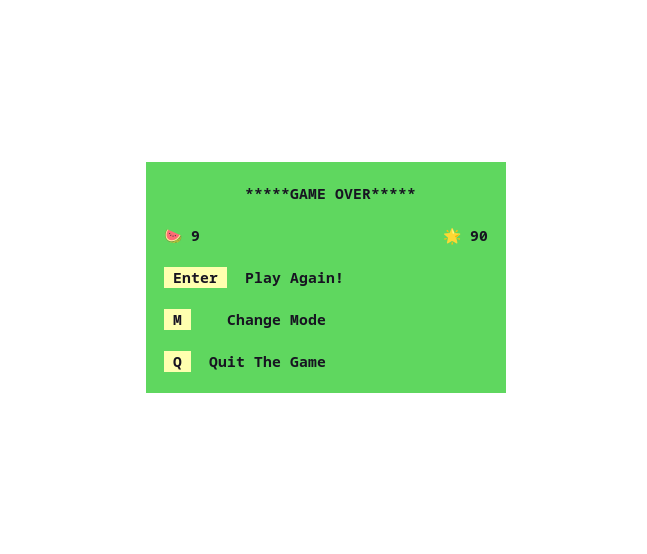 *****GAME OVER*****
🍉 9 🌟 90
Enter Play Again!
M Change Mode
Q Quit The Game